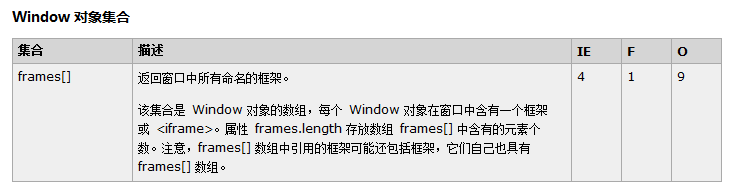 Window 对象集合
集合 描述 IE F O
frames[] 返回窗口中所有命名的框架。 4 1 9
该集合是 Window 对象的数组，每个 Window 对象在窗口中含有一个框架
或 <iframe>。属性 frames.length 存放数组 frames[] 中含有的元素个
数。注意，frames[] 数组中引用的框架可能还包括框架，它们自己也具有
frames[] 数组。